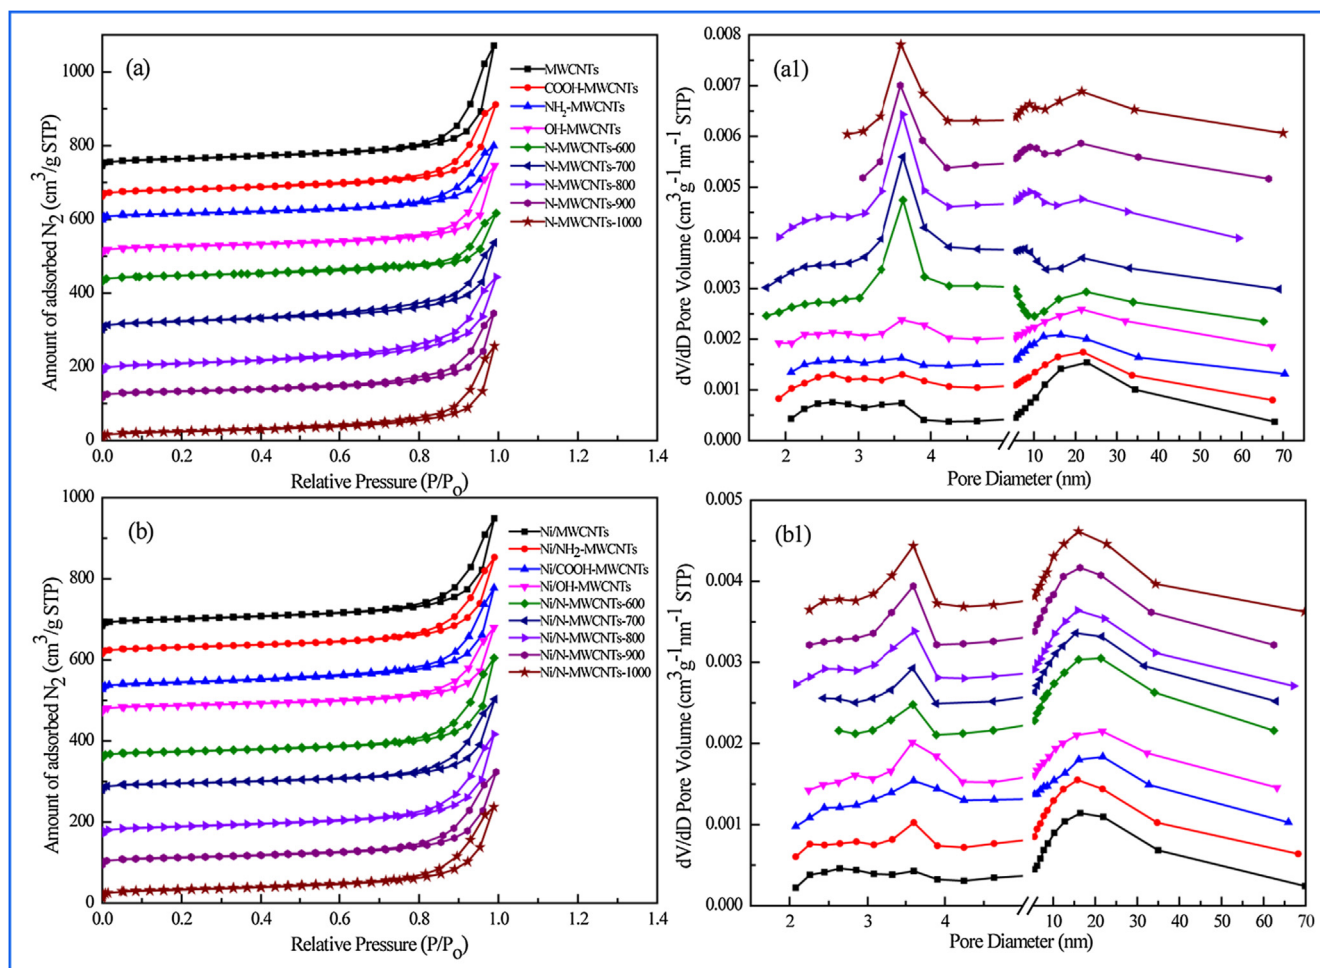 (a)
1000
800
600
400
200
0
Amount of adsorbed N2 (cm3/g STP)
0.0 0.2 0.4 0.6 0.8 1.0 1.2 1.4
Relative Pressure (P/Po)
MWCNTs
COOH-MWCNTs
NH2-MWCNTs
OH-MWCNTs
N-MWCNTs-600
N-MWCNTs-700
N-MWCNTs-800
N-MWCNTs-900
N-MWCNTs-1000
(a1)
0.008
0.007
0.006
0.005
0.004
0.003
0.002
0.001
0.000
dV/dD Pore Volume (cm3g-1 nm-1 STP)
2 3 4 10 20 30 40 50 60 70
Pore Diameter (nm)
(b)
1000
800
600
400
200
0
Amount of adsorbed N2 (cm3/g STP)
0.0 0.2 0.4 0.6 0.8 1.0 1.2 1.4
Relative Pressure (P/Po)
Ni/MWCNTs
Ni/NH2-MWCNTs
Ni/COOH-MWCNTs
Ni/OH-MWCNTs
Ni/N-MWCNTs-600
Ni/N-MWCNTs-700
Ni/N-MWCNTs-800
Ni/N-MWCNTs-900
Ni/N-MWCNTs-1000
(b1)
0.005
0.004
0.003
0.002
0.001
0.000
dV/dD Pore Volume (cm3g-1 nm-1 STP)
2 3 4 10 20 30 40 50 60 70
Pore Diameter (nm)